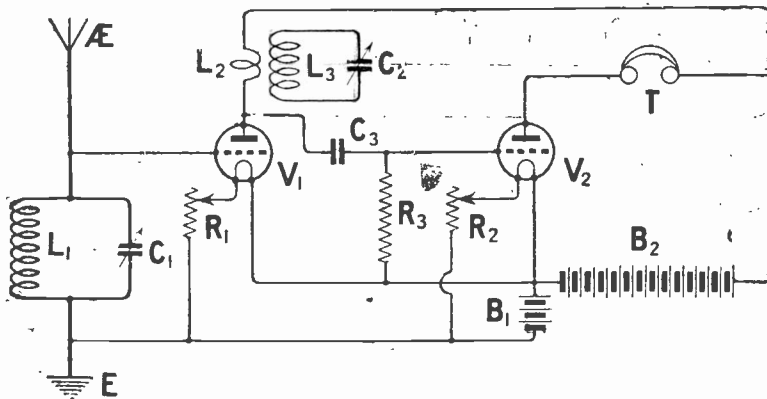 Æ
L₂
L₃
C₂
T
C₃
V₁
V₂
L₁
C₁
R₁
R₃
R₂
B₂
B₁
E